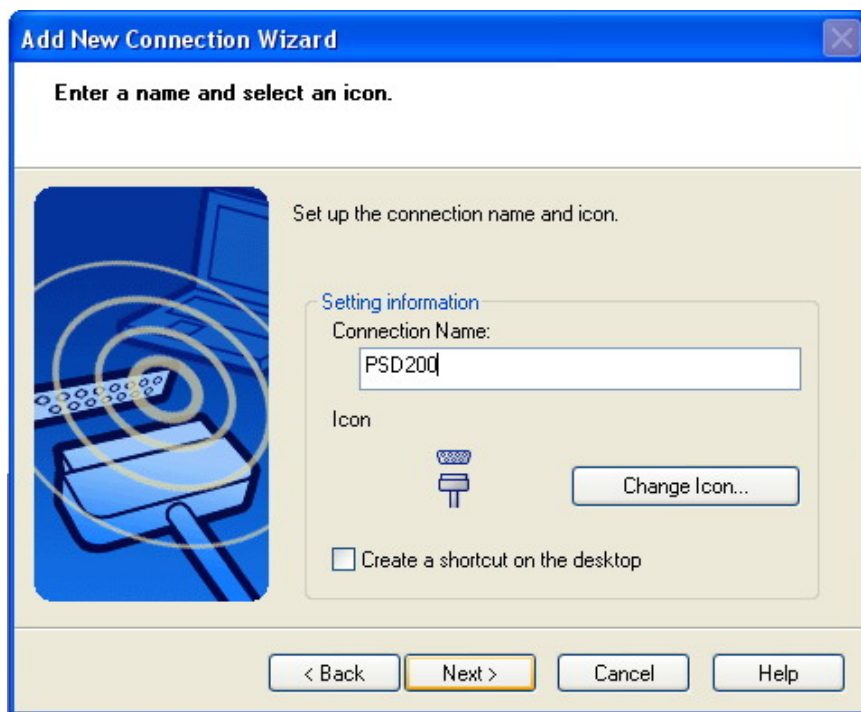 Add New Connection Wizard
Enter a name and select an icon.
Set up the connection name and icon.
Setting information
Connection Name:
PSD200
Icon
Change Icon...
Create a shortcut on the desktop
< Back Next > Cancel Help